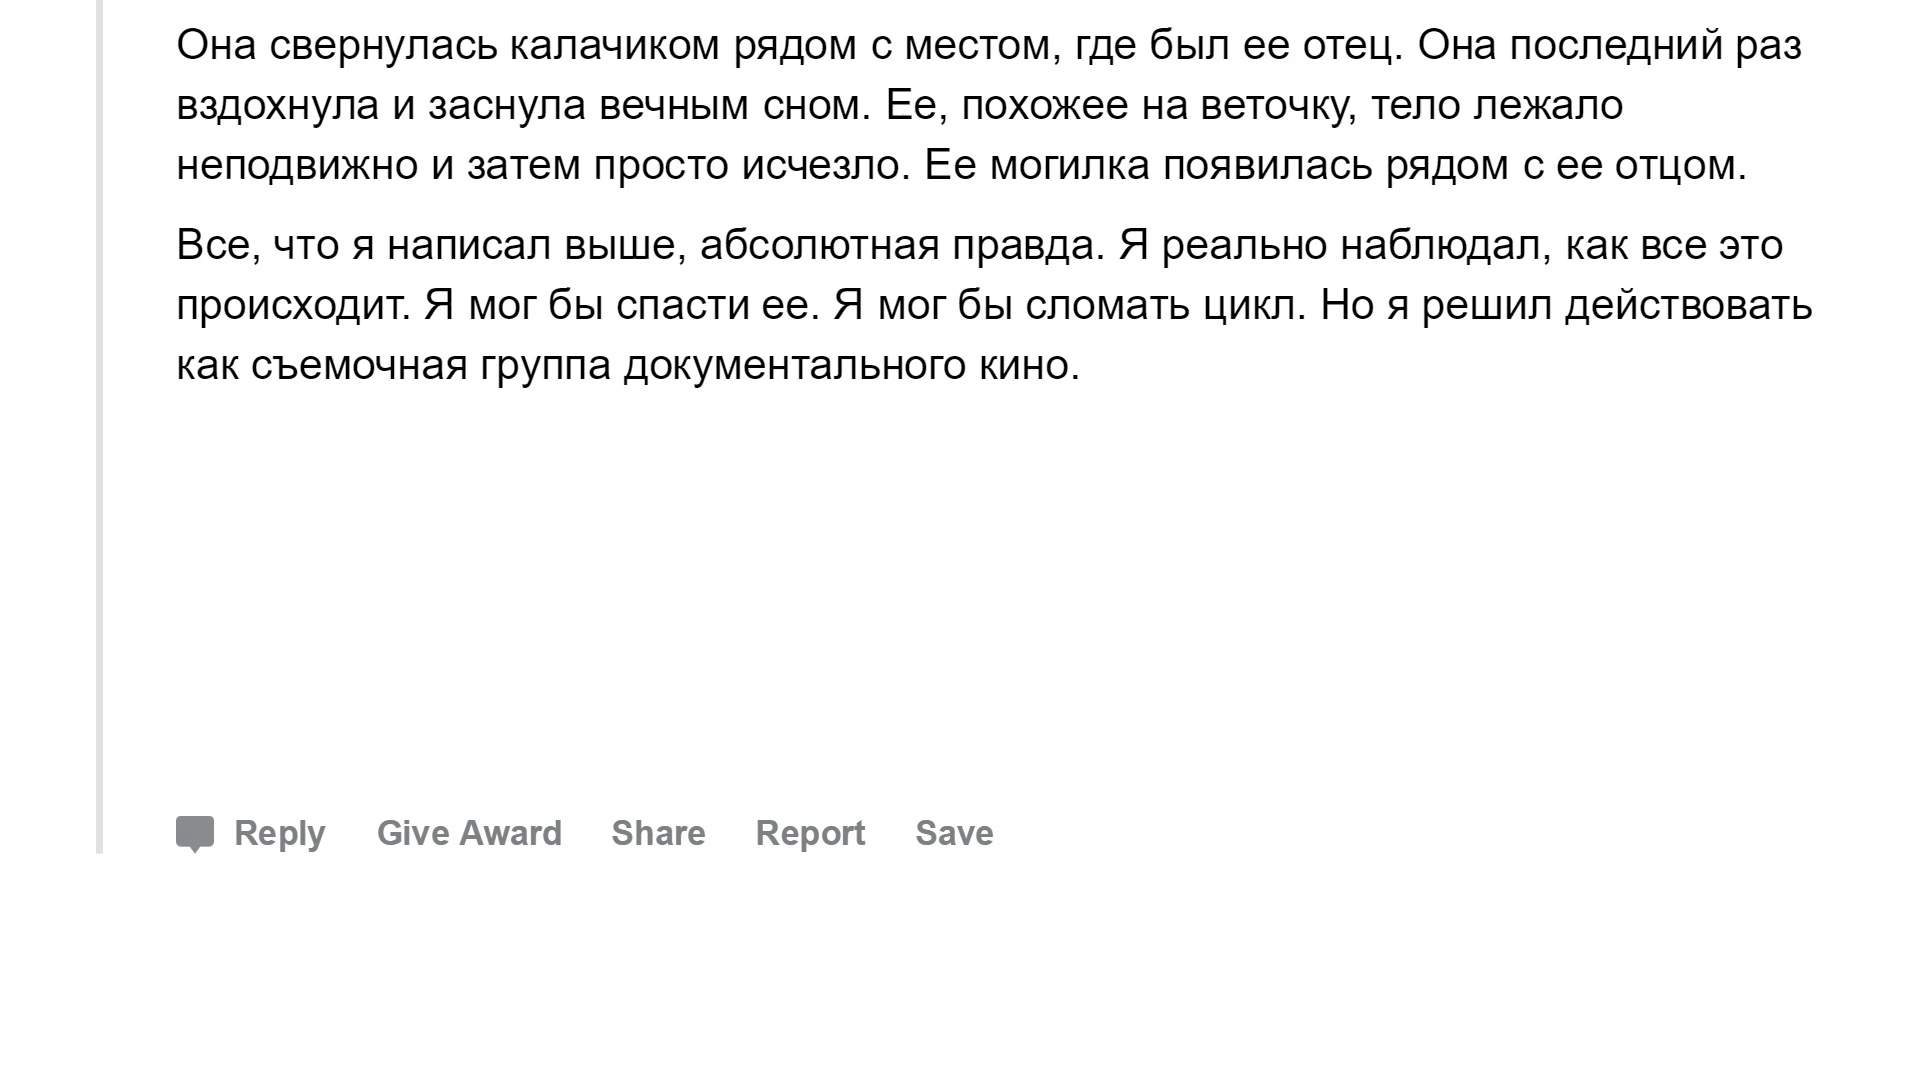 Она свернулась калачиком рядом с местом, где был ее отец. Она последний раз
вздохнула и заснула вечным сном. Ее, похожее на веточку, тело лежало
неподвижно и затем просто исчезло. Ее могилка появилась рядом с ее отцом.
Все, что я написал выше, абсолютная правда. Я реально наблюдал, как все это
происходит. Я мог бы спасти ее. Я мог бы сломать цикл. Но я решил действовать
как съемочная группа документального кино.
Reply Give Award Share Report Save